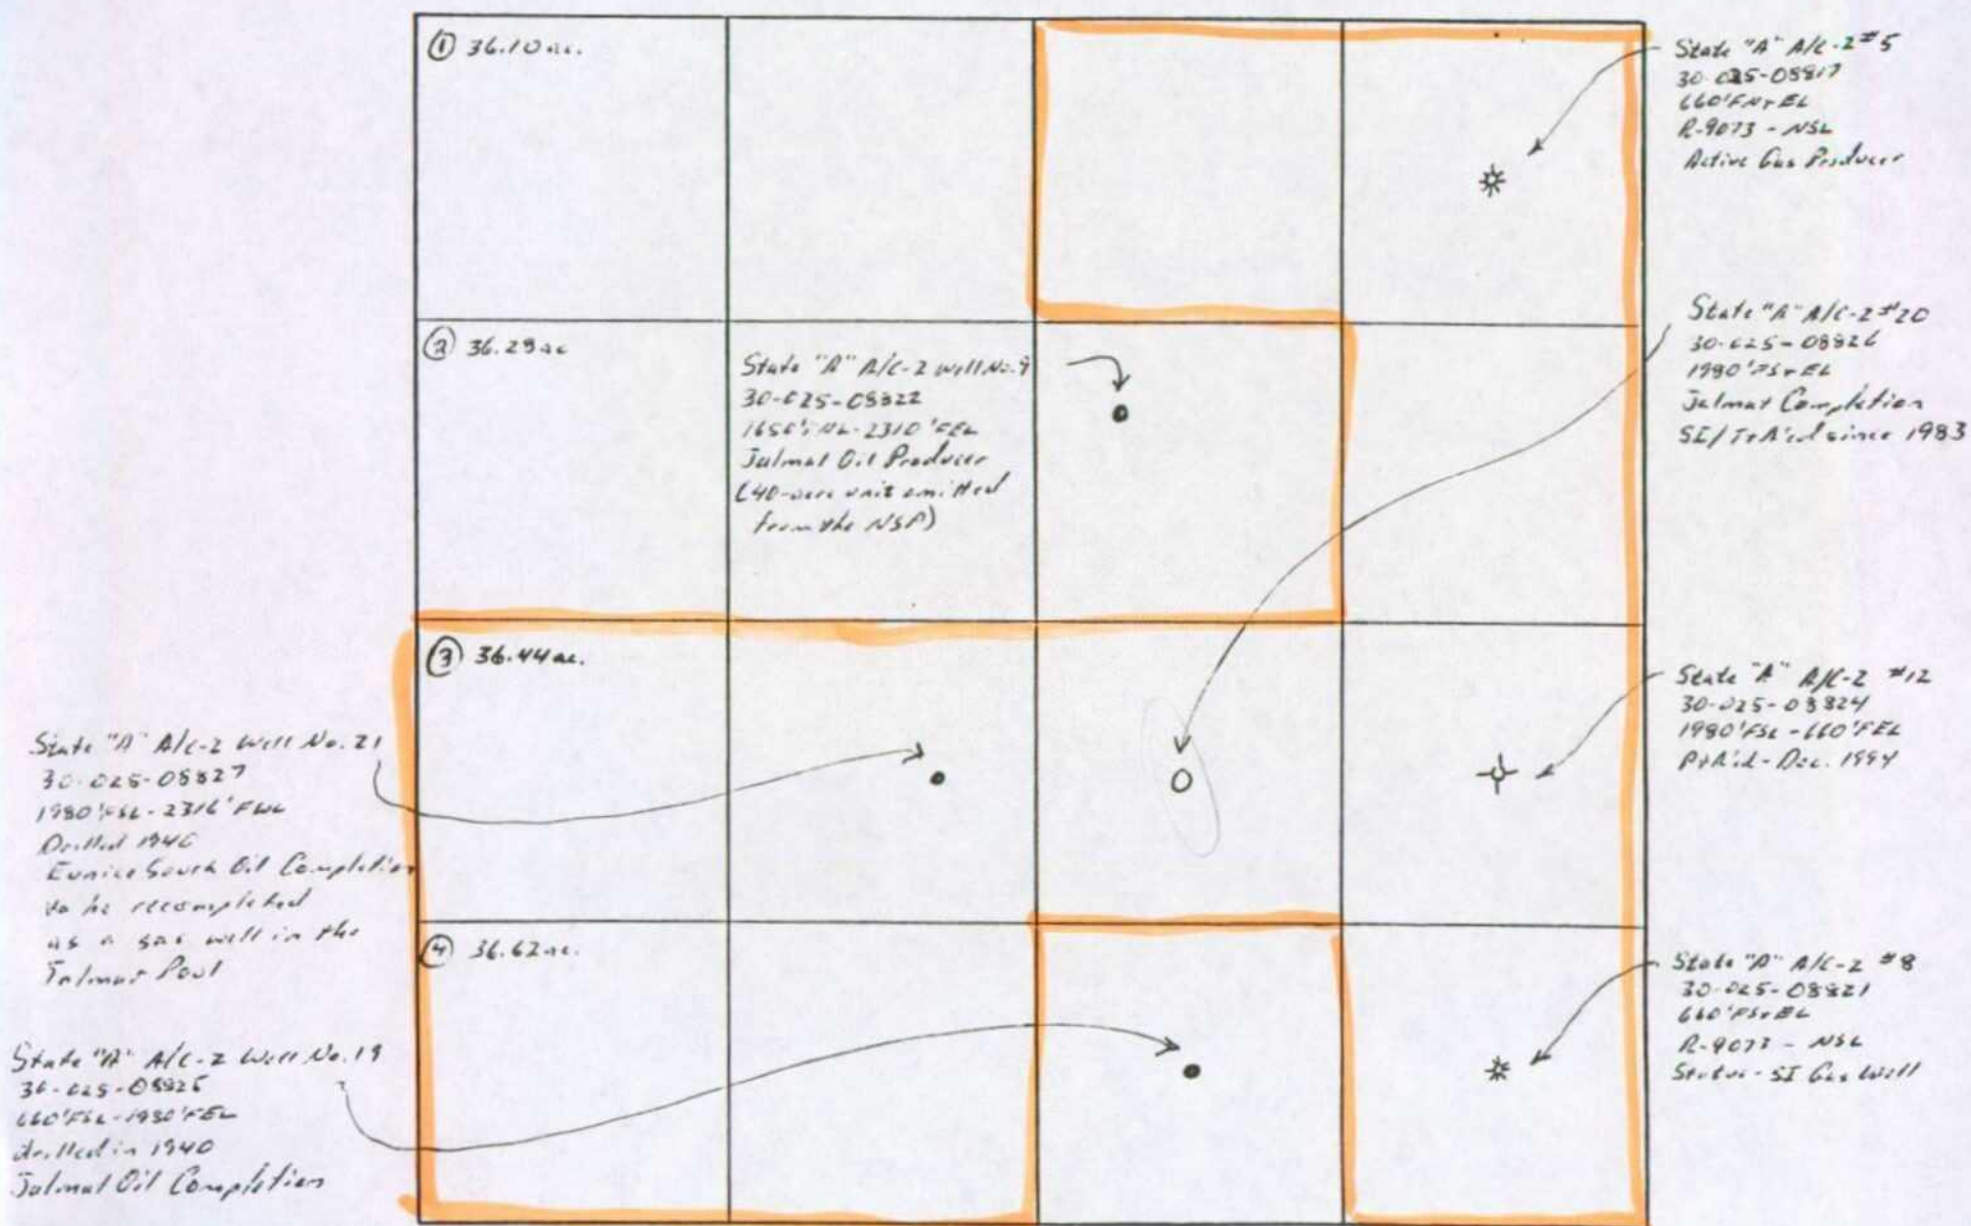 ① 36.10 ac.
② 36.29 ac
③ 36.44 ac.
④ 36.62 ac.
State "A" A/C-2 #5
30-025-08817
660' FN+EL
R-9073 - NSL
Active Gas Producer
State "A" A/C-2 #20
30-025-08826
1980' FS+EL
Jalmat Completion
SI/T+A'id since 1983
State "A" A/C-2 Well No. 9
30-025-08822
1650' FNL-2310' FEL
Jalmat Oil Producer
(40-acre unit omitted
from the NSP)
State "A" A/C-2 #12
30-025-08824
1980' FSL-660' FEL
P+A'd-Dec. 1994
State "A" A/C-2 Well No. 21
30-025-08827
1980' FSL-2316' FWL
Drilled 1940
Eunice South Oil Completion
to be recompleted
as a gas well in the
Jalmat Pool
State "A" A/C-2 #8
30-025-08821
660' FS+EL
R-9073 - NSL
Status - SI Gas Well
State "A" A/C-2 Well No. 19
30-025-08825
660' FSL-1980' FEL
drilled in 1940
Jalmat Oil Completion